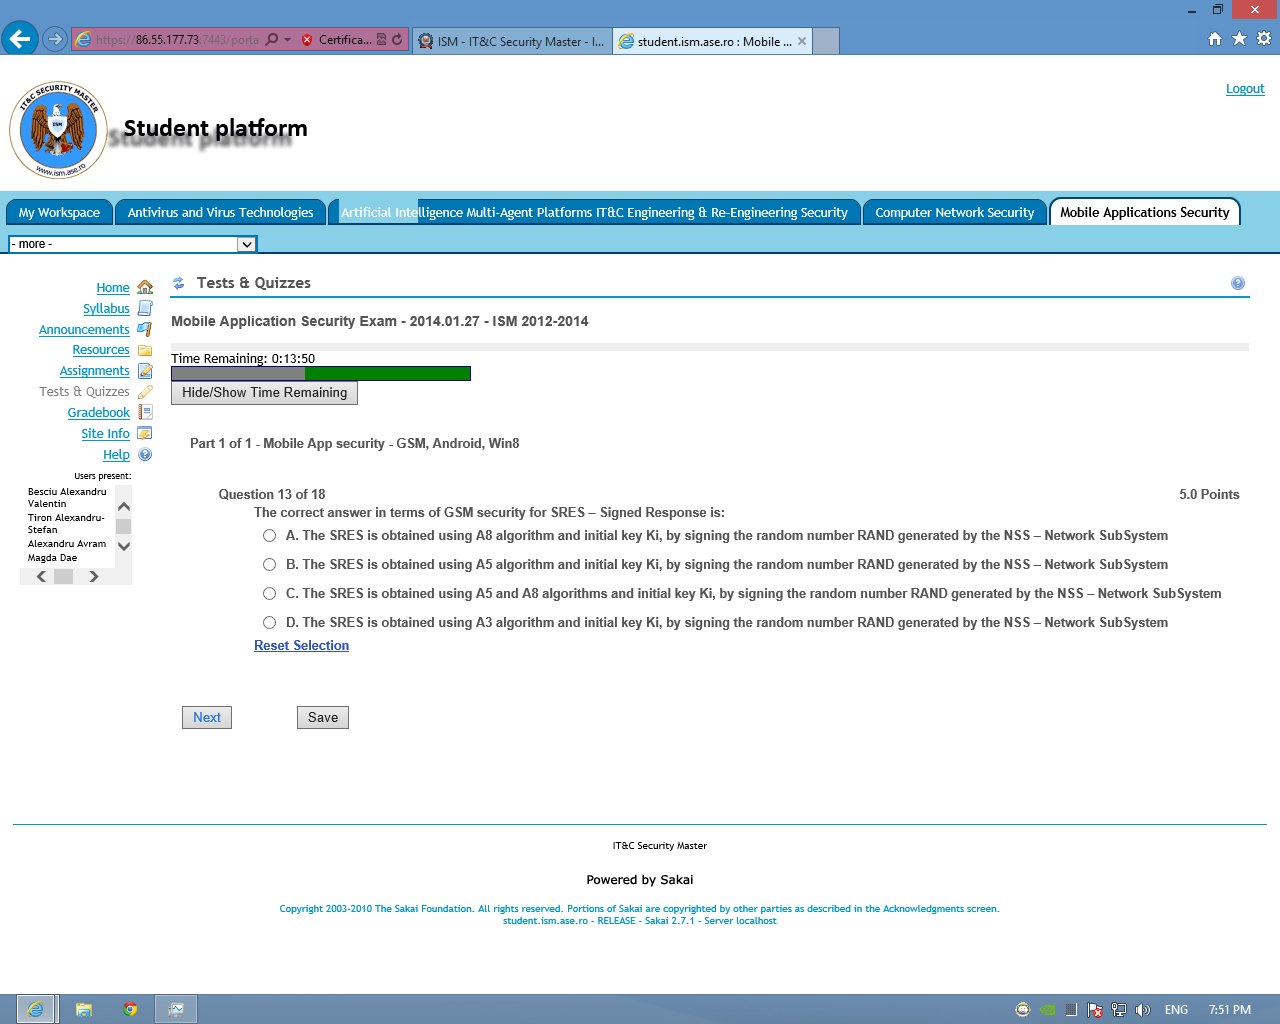 https://86.55.177.73:7443/porta
Certifica...
ISM - IT&C Security Master - I...
student.ism.ase.ro : Mobile ...
Logout
IT&C SECURITY MASTER
ISM
www.ism.ase.ro
Student platform
My Workspace
Antivirus and Virus Technologies
Artificial Intelligence Multi-Agent Platforms IT&C Engineering & Re-Engineering Security
Computer Network Security
Mobile Applications Security
- more -
Home
Syllabus
Announcements
Resources
Assignments
Tests & Quizzes
Gradebook
Site Info
Help
Users present:
Besciu Alexandru
Valentin
Tiron Alexandru-
Stefan
Alexandru Avram
Magda Dae
Tests & Quizzes
Mobile Application Security Exam - 2014.01.27 - ISM 2012-2014
Time Remaining: 0:13:50
Hide/Show Time Remaining
Part 1 of 1 - Mobile App security - GSM, Android, Win8
Question 13 of 18
5.0 Points
The correct answer in terms of GSM security for SRES – Signed Response is:
A. The SRES is obtained using A8 algorithm and initial key Ki, by signing the random number RAND generated by the NSS – Network SubSystem
B. The SRES is obtained using A5 algorithm and initial key Ki, by signing the random number RAND generated by the NSS – Network SubSystem
C. The SRES is obtained using A5 and A8 algorithms and initial key Ki, by signing the random number RAND generated by the NSS – Network SubSystem
D. The SRES is obtained using A3 algorithm and initial key Ki, by signing the random number RAND generated by the NSS – Network SubSystem
Reset Selection
Next
Save
IT&C Security Master
Powered by Sakai
Copyright 2003-2010 The Sakai Foundation. All rights reserved. Portions of Sakai are copyrighted by other parties as described in the Acknowledgments screen.
student.ism.ase.ro - RELEASE - Sakai 2.7.1 - Server localhost
ENG
7:51 PM